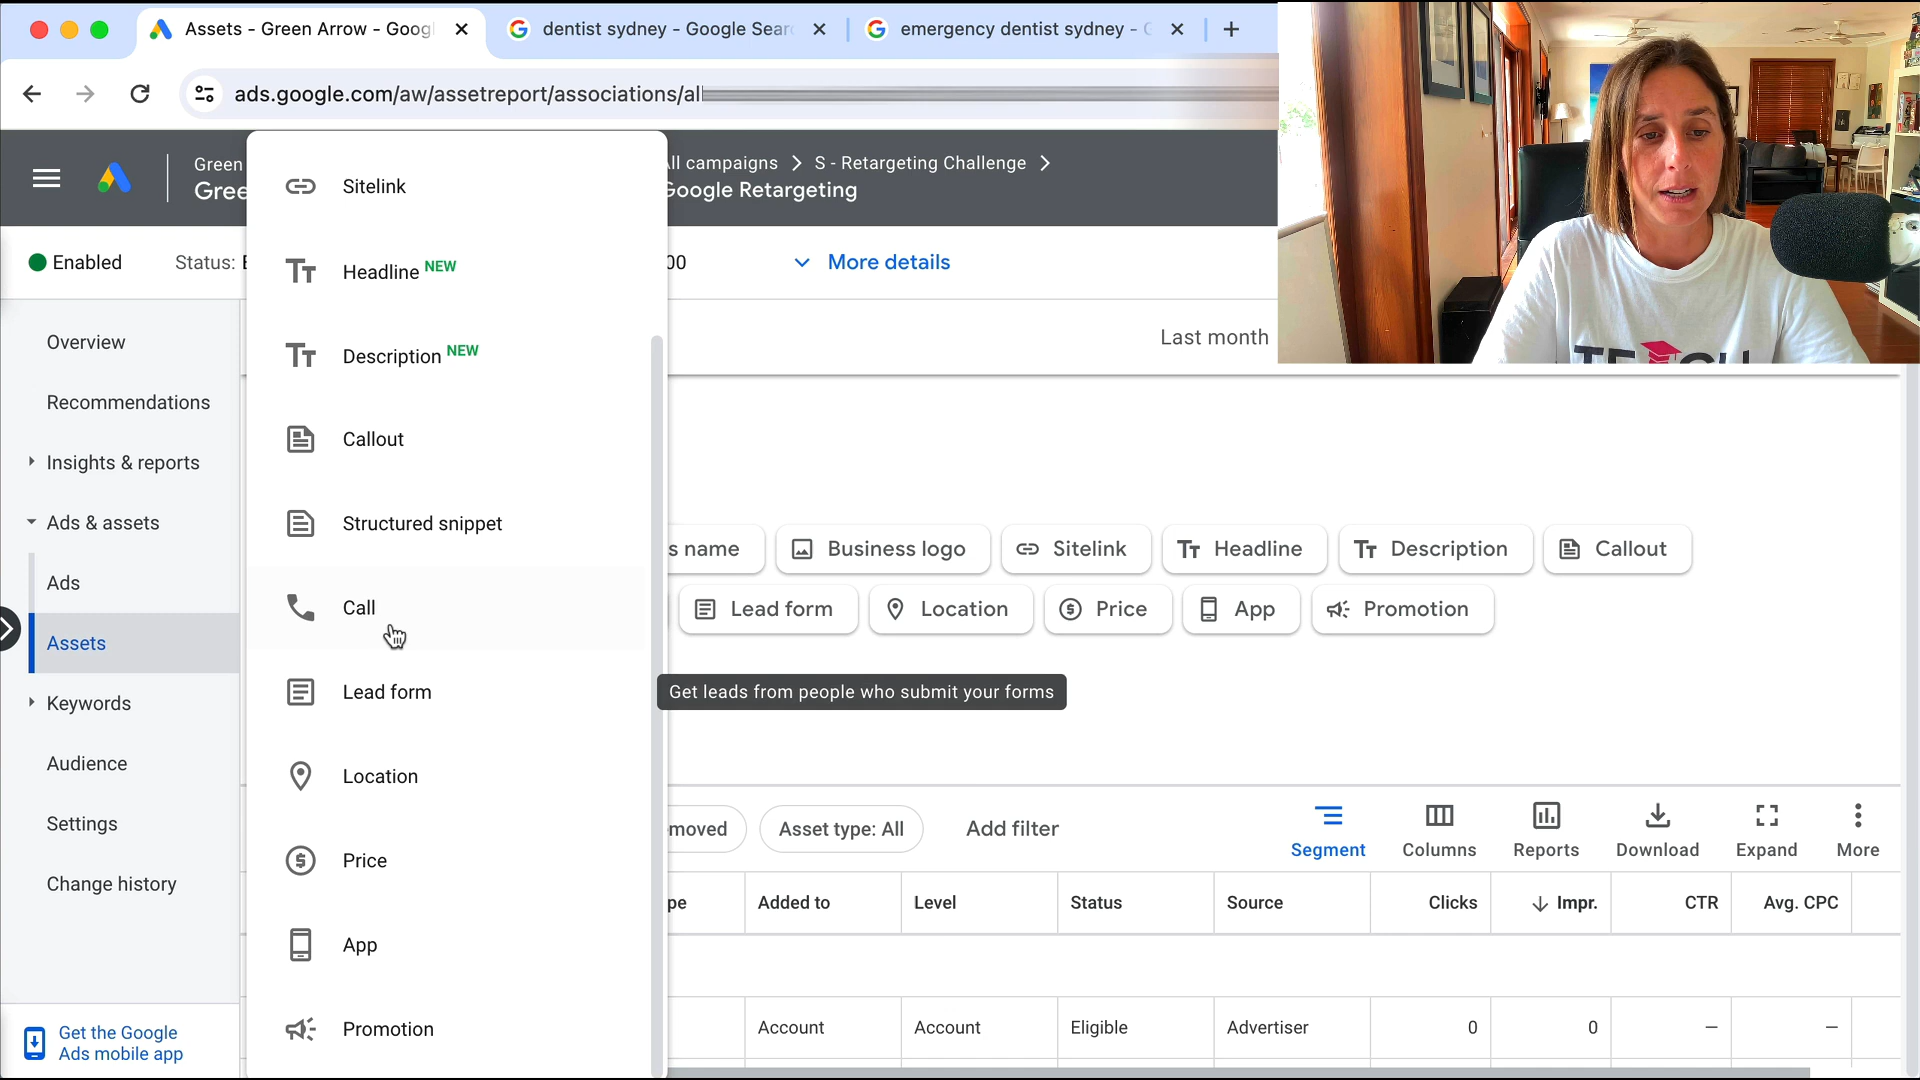 Assets - Green Arrow - Goog
dentist sydney - Google Sear
emergency dentist sydney - G
ads.google.com/aw/assetreport/associations/all
Green
Gree
All campaigns
S - Retargeting Challenge
Google Retargeting
Enabled
Status:
00
More details
Last month
Overview
Recommendations
Insights & reports
Ads & assets
Ads
Assets
Keywords
Audience
Settings
Change history
Get the Google
Ads mobile app
Sitelink
Headline NEW
Description NEW
Callout
Structured snippet
Call
Lead form
Location
Price
App
Promotion
s name
Business logo
Sitelink
Headline
Description
Callout
Lead form
Location
Price
App
Promotion
Get leads from people who submit your forms
moved
Asset type: All
Add filter
Segment
Columns
Reports
Download
Expand
More
pe
Added to
Level
Status
Source
Clicks
Impr.
CTR
Avg. CPC
Account
Account
Eligible
Advertiser
0
0
—
—